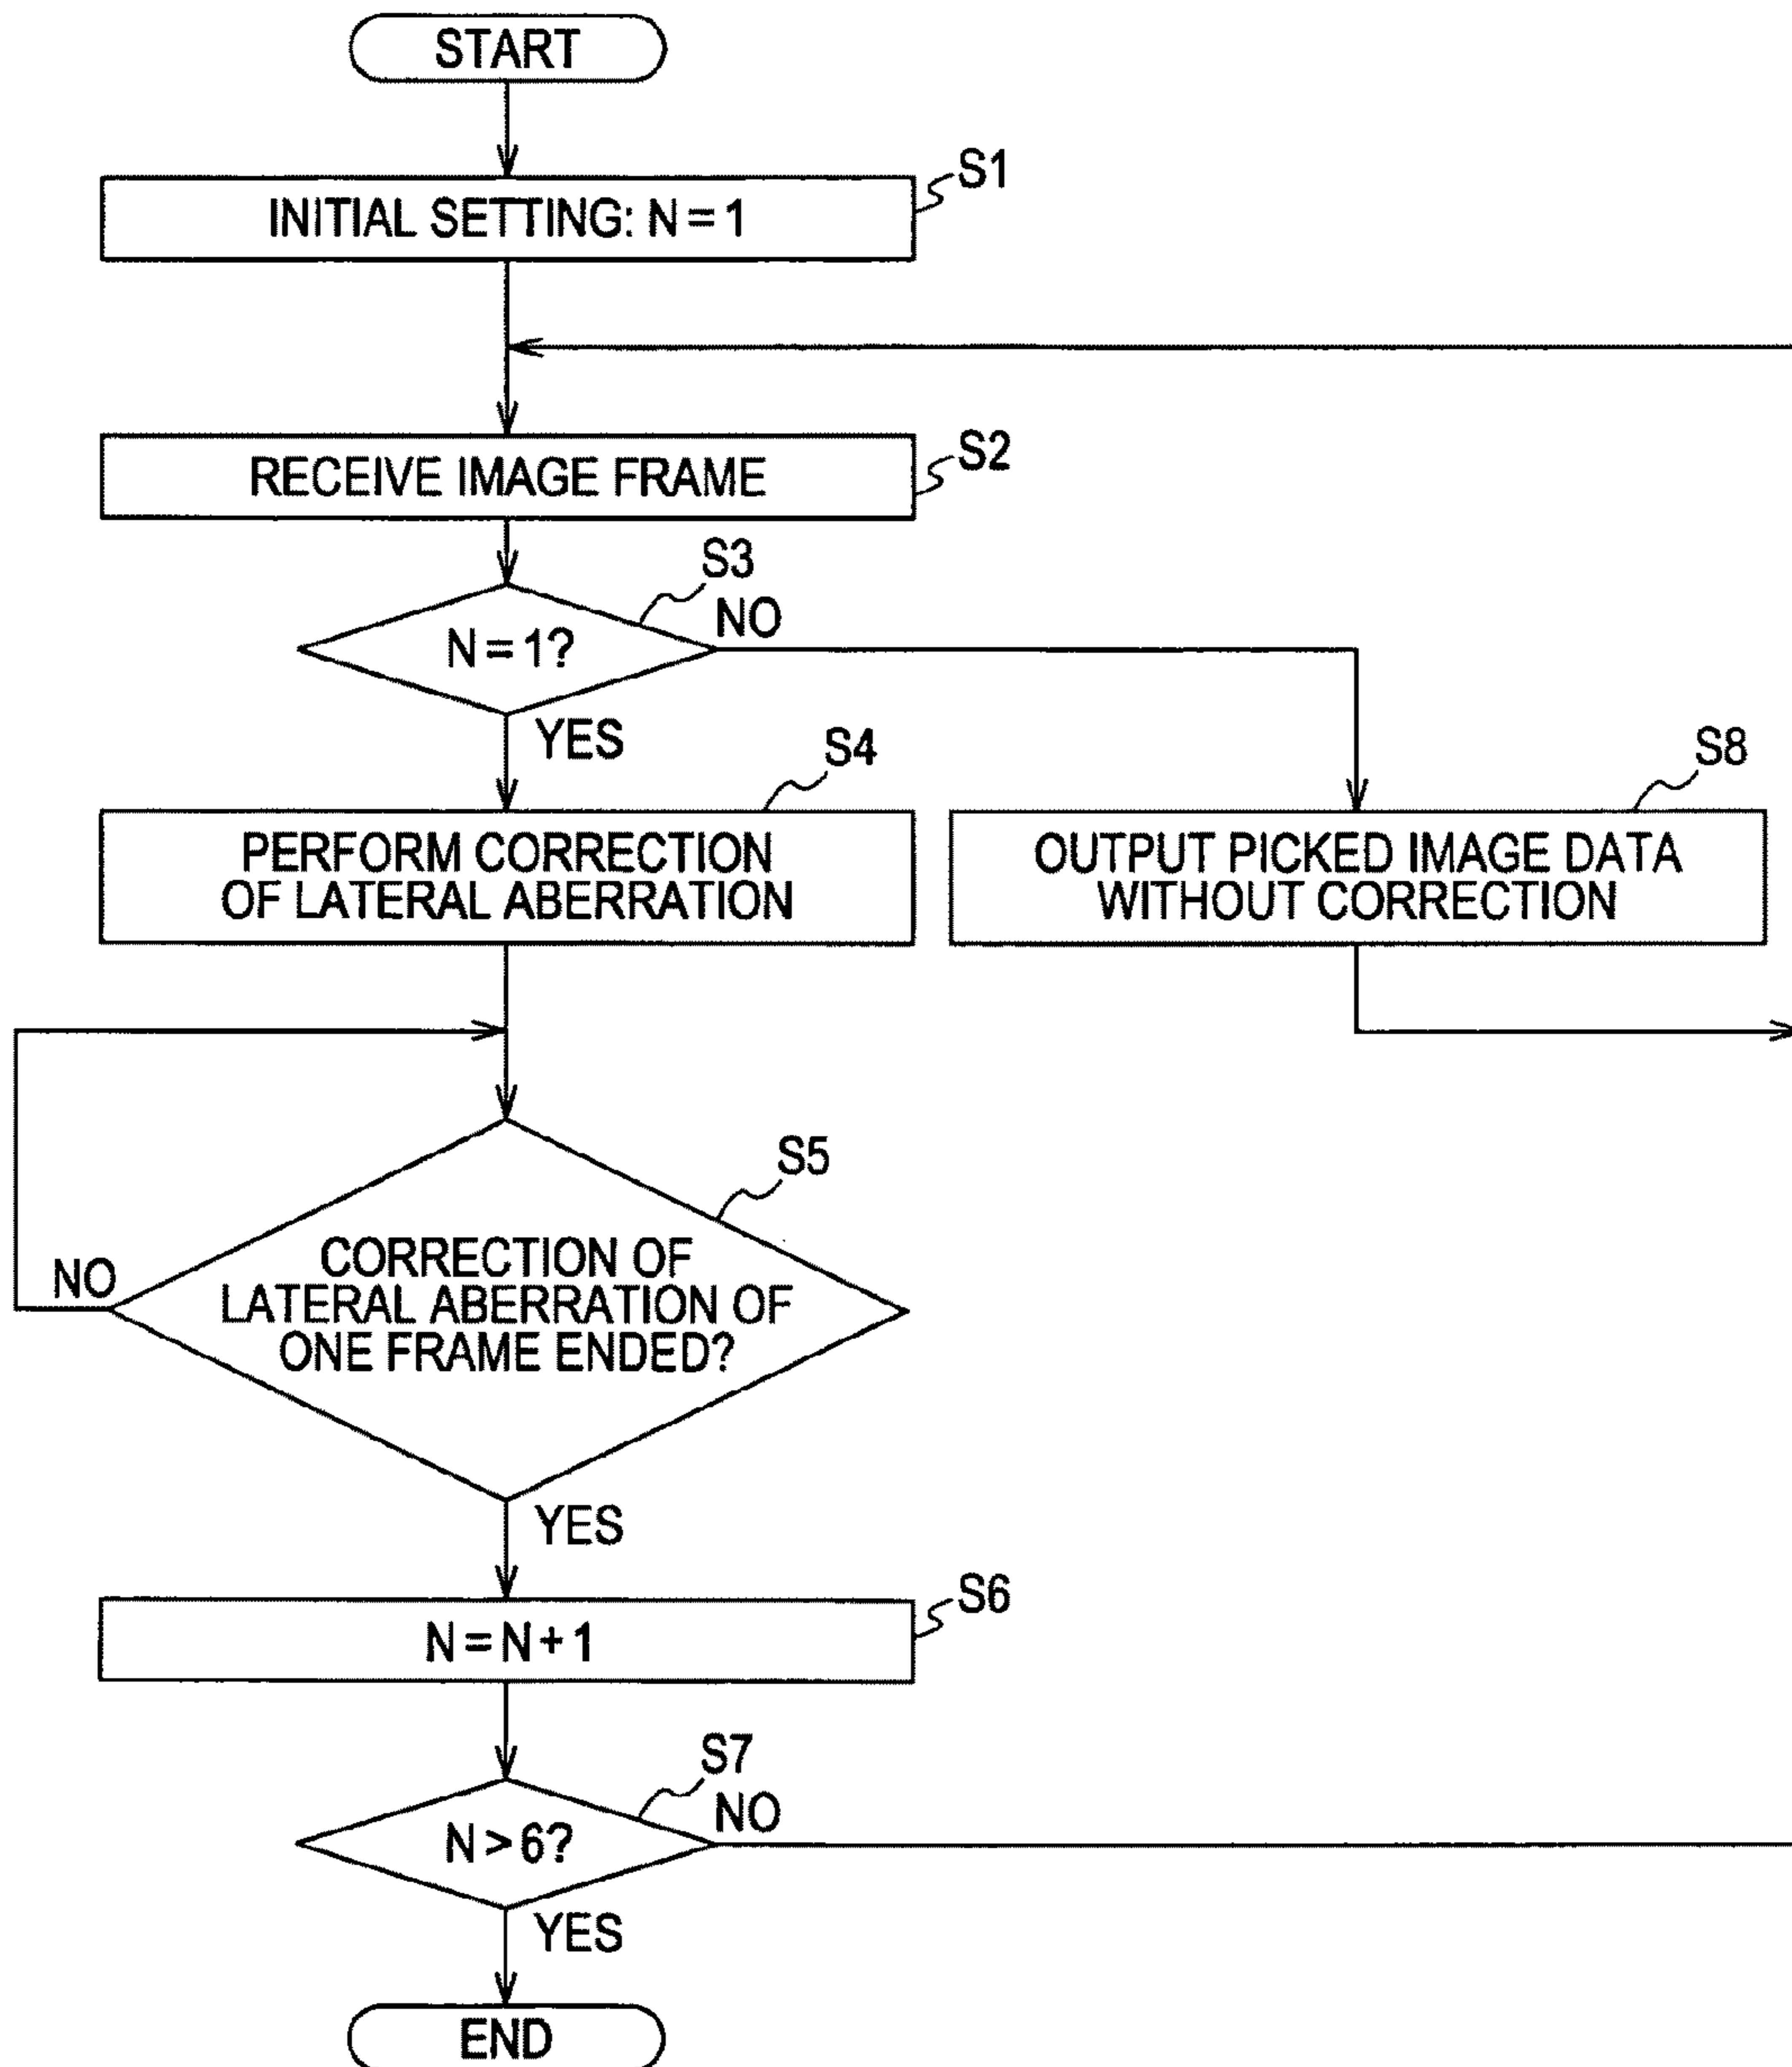 START
S1
INITIAL SETTING: N = 1
S2
RECEIVE IMAGE FRAME
S3
N = 1?
NO
YES
S4
PERFORM CORRECTION
OF LATERAL ABERRATION
S8
OUTPUT PICKED IMAGE DATA
WITHOUT CORRECTION
S5
CORRECTION OF
LATERAL ABERRATION OF
ONE FRAME ENDED?
NO
YES
S6
N = N + 1
S7
N > 6?
NO
YES
END